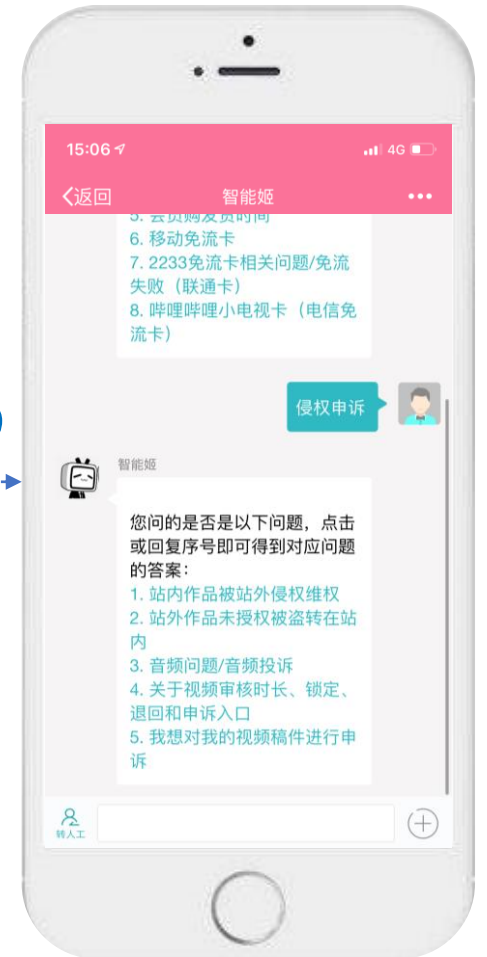 15:06
4G
返回
智能姬
5. 会员购发货时间
6. 移动免流卡
7. 2233免流卡相关问题/免流
失败（联通卡）
8. 哔哩哔哩小电视卡（电信免
流卡）
侵权申诉
智能姬
您问的是否是以下问题，点击
或回复序号即可得到对应问题
的答案：
1. 站内作品被站外侵权维权
2. 站外作品未授权被盗转在站
内
3. 音频问题/音频投诉
4. 关于视频审核时长、锁定、
退回和申诉入口
5. 我想对我的视频稿件进行申
诉
转人工